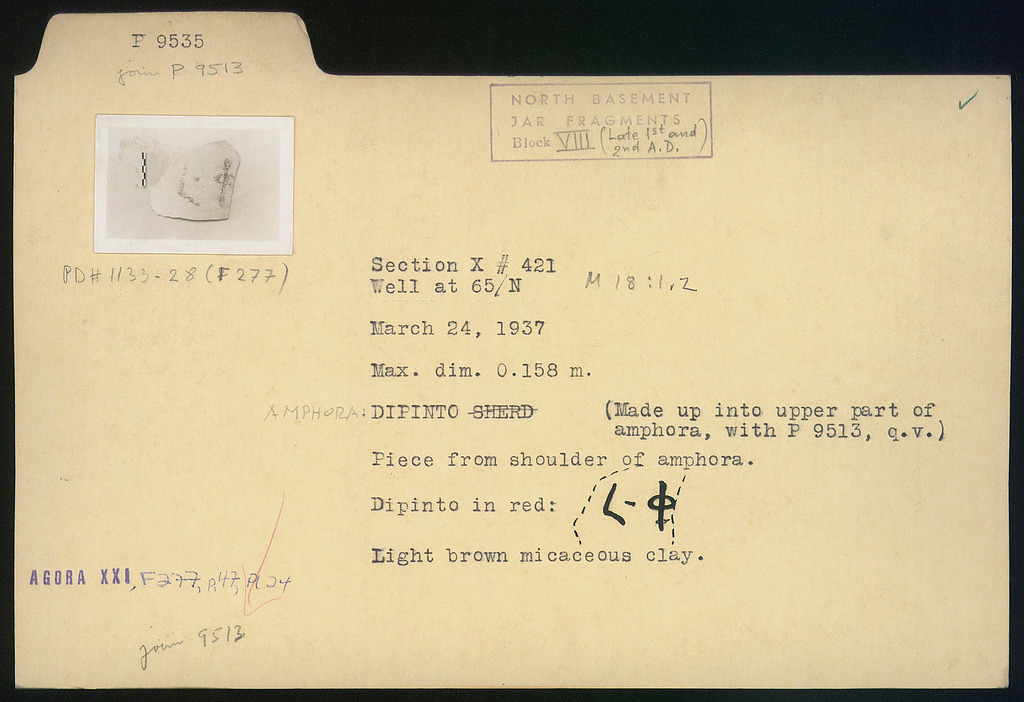 P 9535
join P 9513
NORTH BASEMENT
JAR FRAGMENTS
Block VIII (Late 1st and 2nd A.D.)
PD# 1133-28 (F 277)
Section X # 421
Well at 65/N M 18:1,2
March 24, 1937
Max. dim. 0.158 m.
AMPHORA: DIPINTO SHERD (Made up into upper part of
amphora, with P 9513, q.v.)
Piece from shoulder of amphora.
Dipinto in red:
Light brown micaceous clay.
AGORA XXI, F277, p.47, Pl.24
join 9513